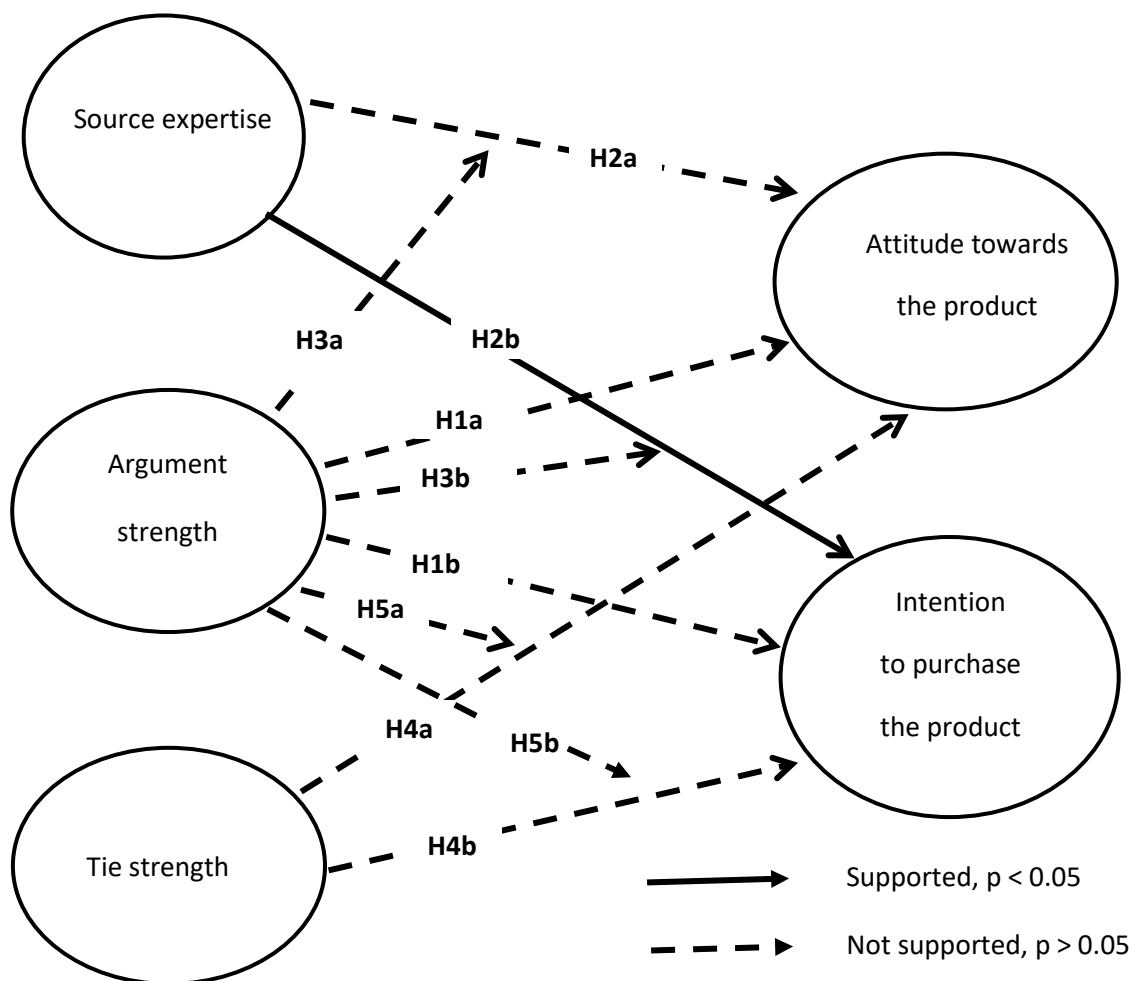 Source expertise
H2a
Attitude towards
the product
H3a
H2b
H1a
Argument
strength
H3b
H1b
H5a
Intention
to purchase
the product
H4a
H5b
H4b
Tie strength
Supported, p < 0.05
Not supported, p > 0.05